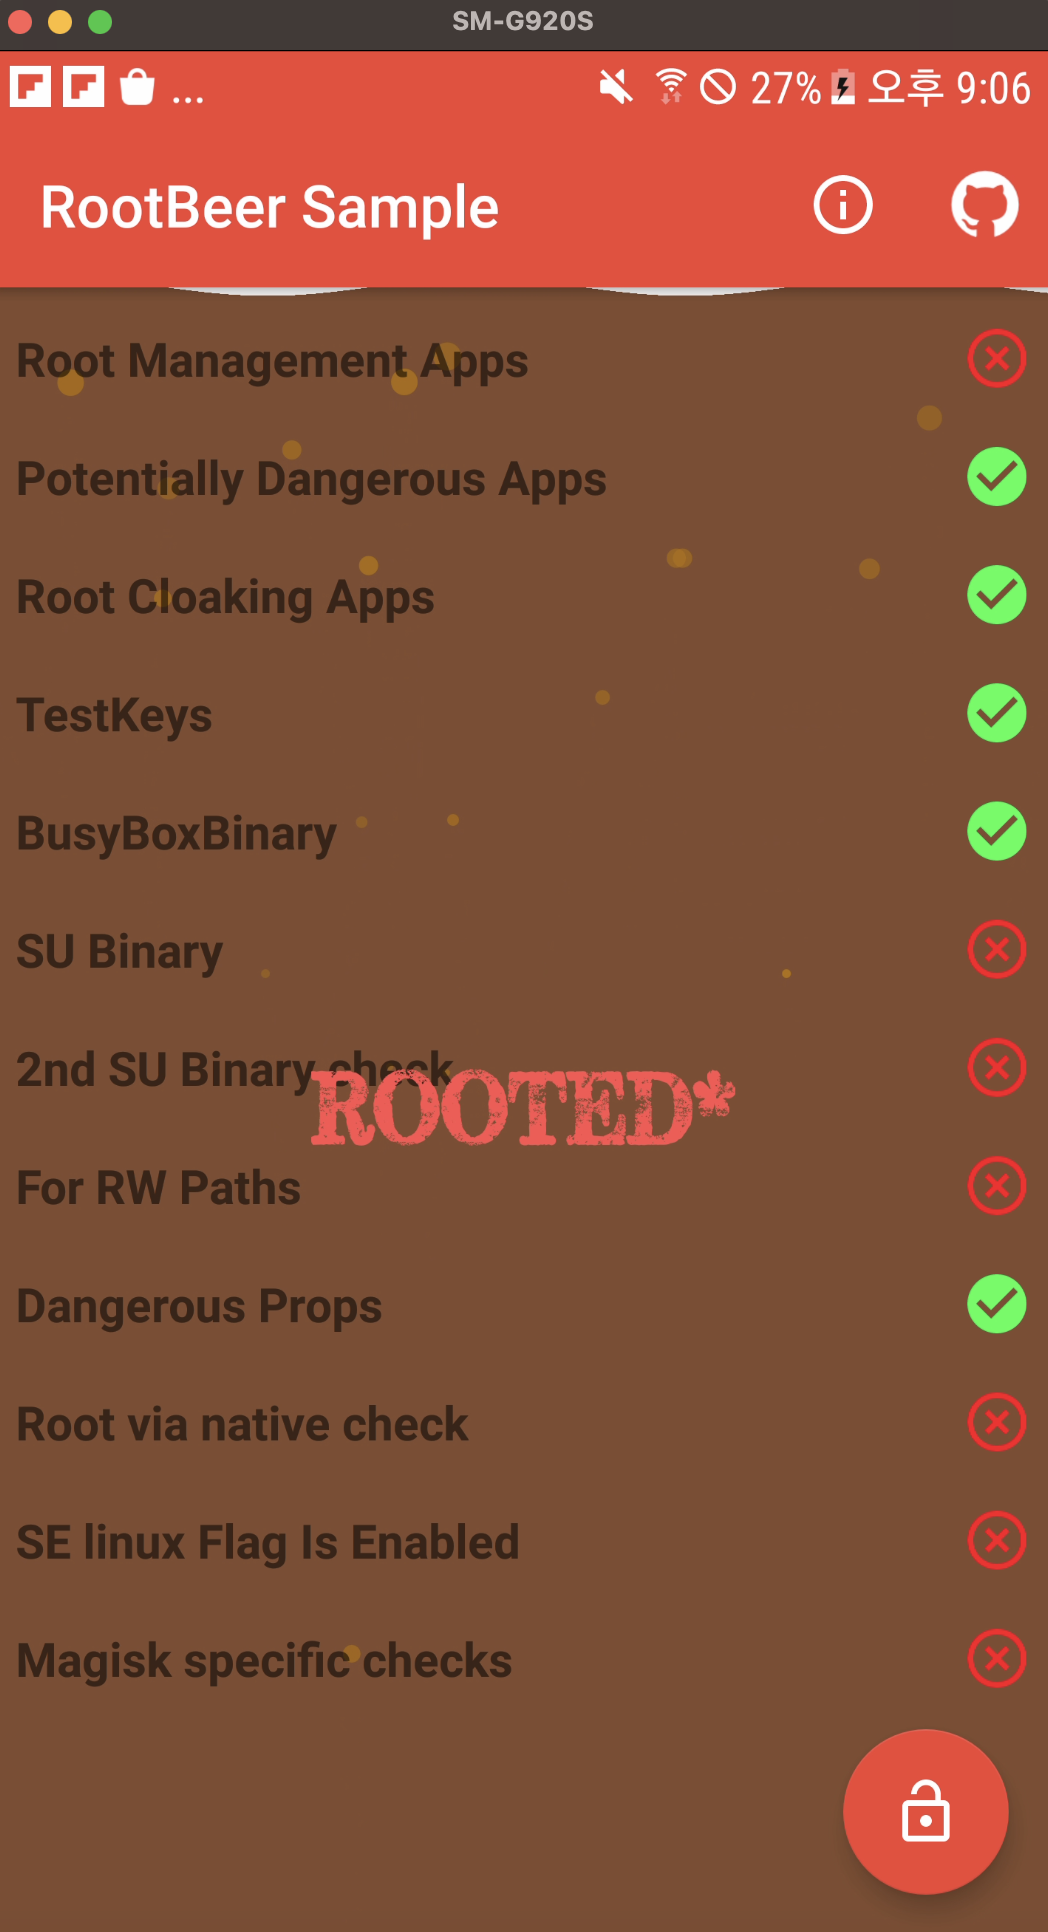 SM-G920S
... 27% 오후 9:06
RootBeer Sample
Root Management Apps
Potentially Dangerous Apps
Root Cloaking Apps
TestKeys
BusyBoxBinary
SU Binary
2nd SU Binary check
ROOTED*
For RW Paths
Dangerous Props
Root via native check
SE linux Flag Is Enabled
Magisk specific checks